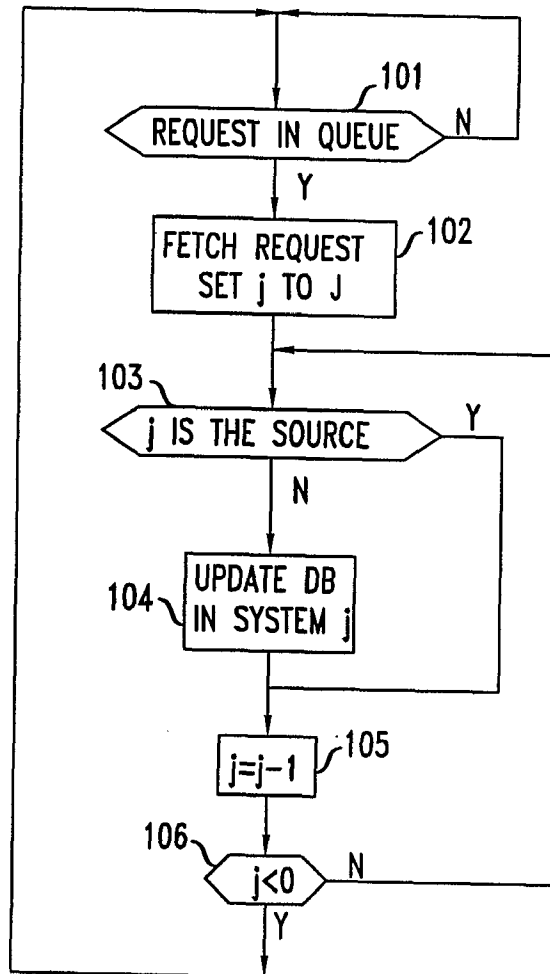 101
REQUEST IN QUEUE
N
Y
102
FETCH REQUEST
SET j TO J
103
j IS THE SOURCE
Y
N
104
UPDATE DB
IN SYSTEM j
105
j=j-1
106
j<0
N
Y